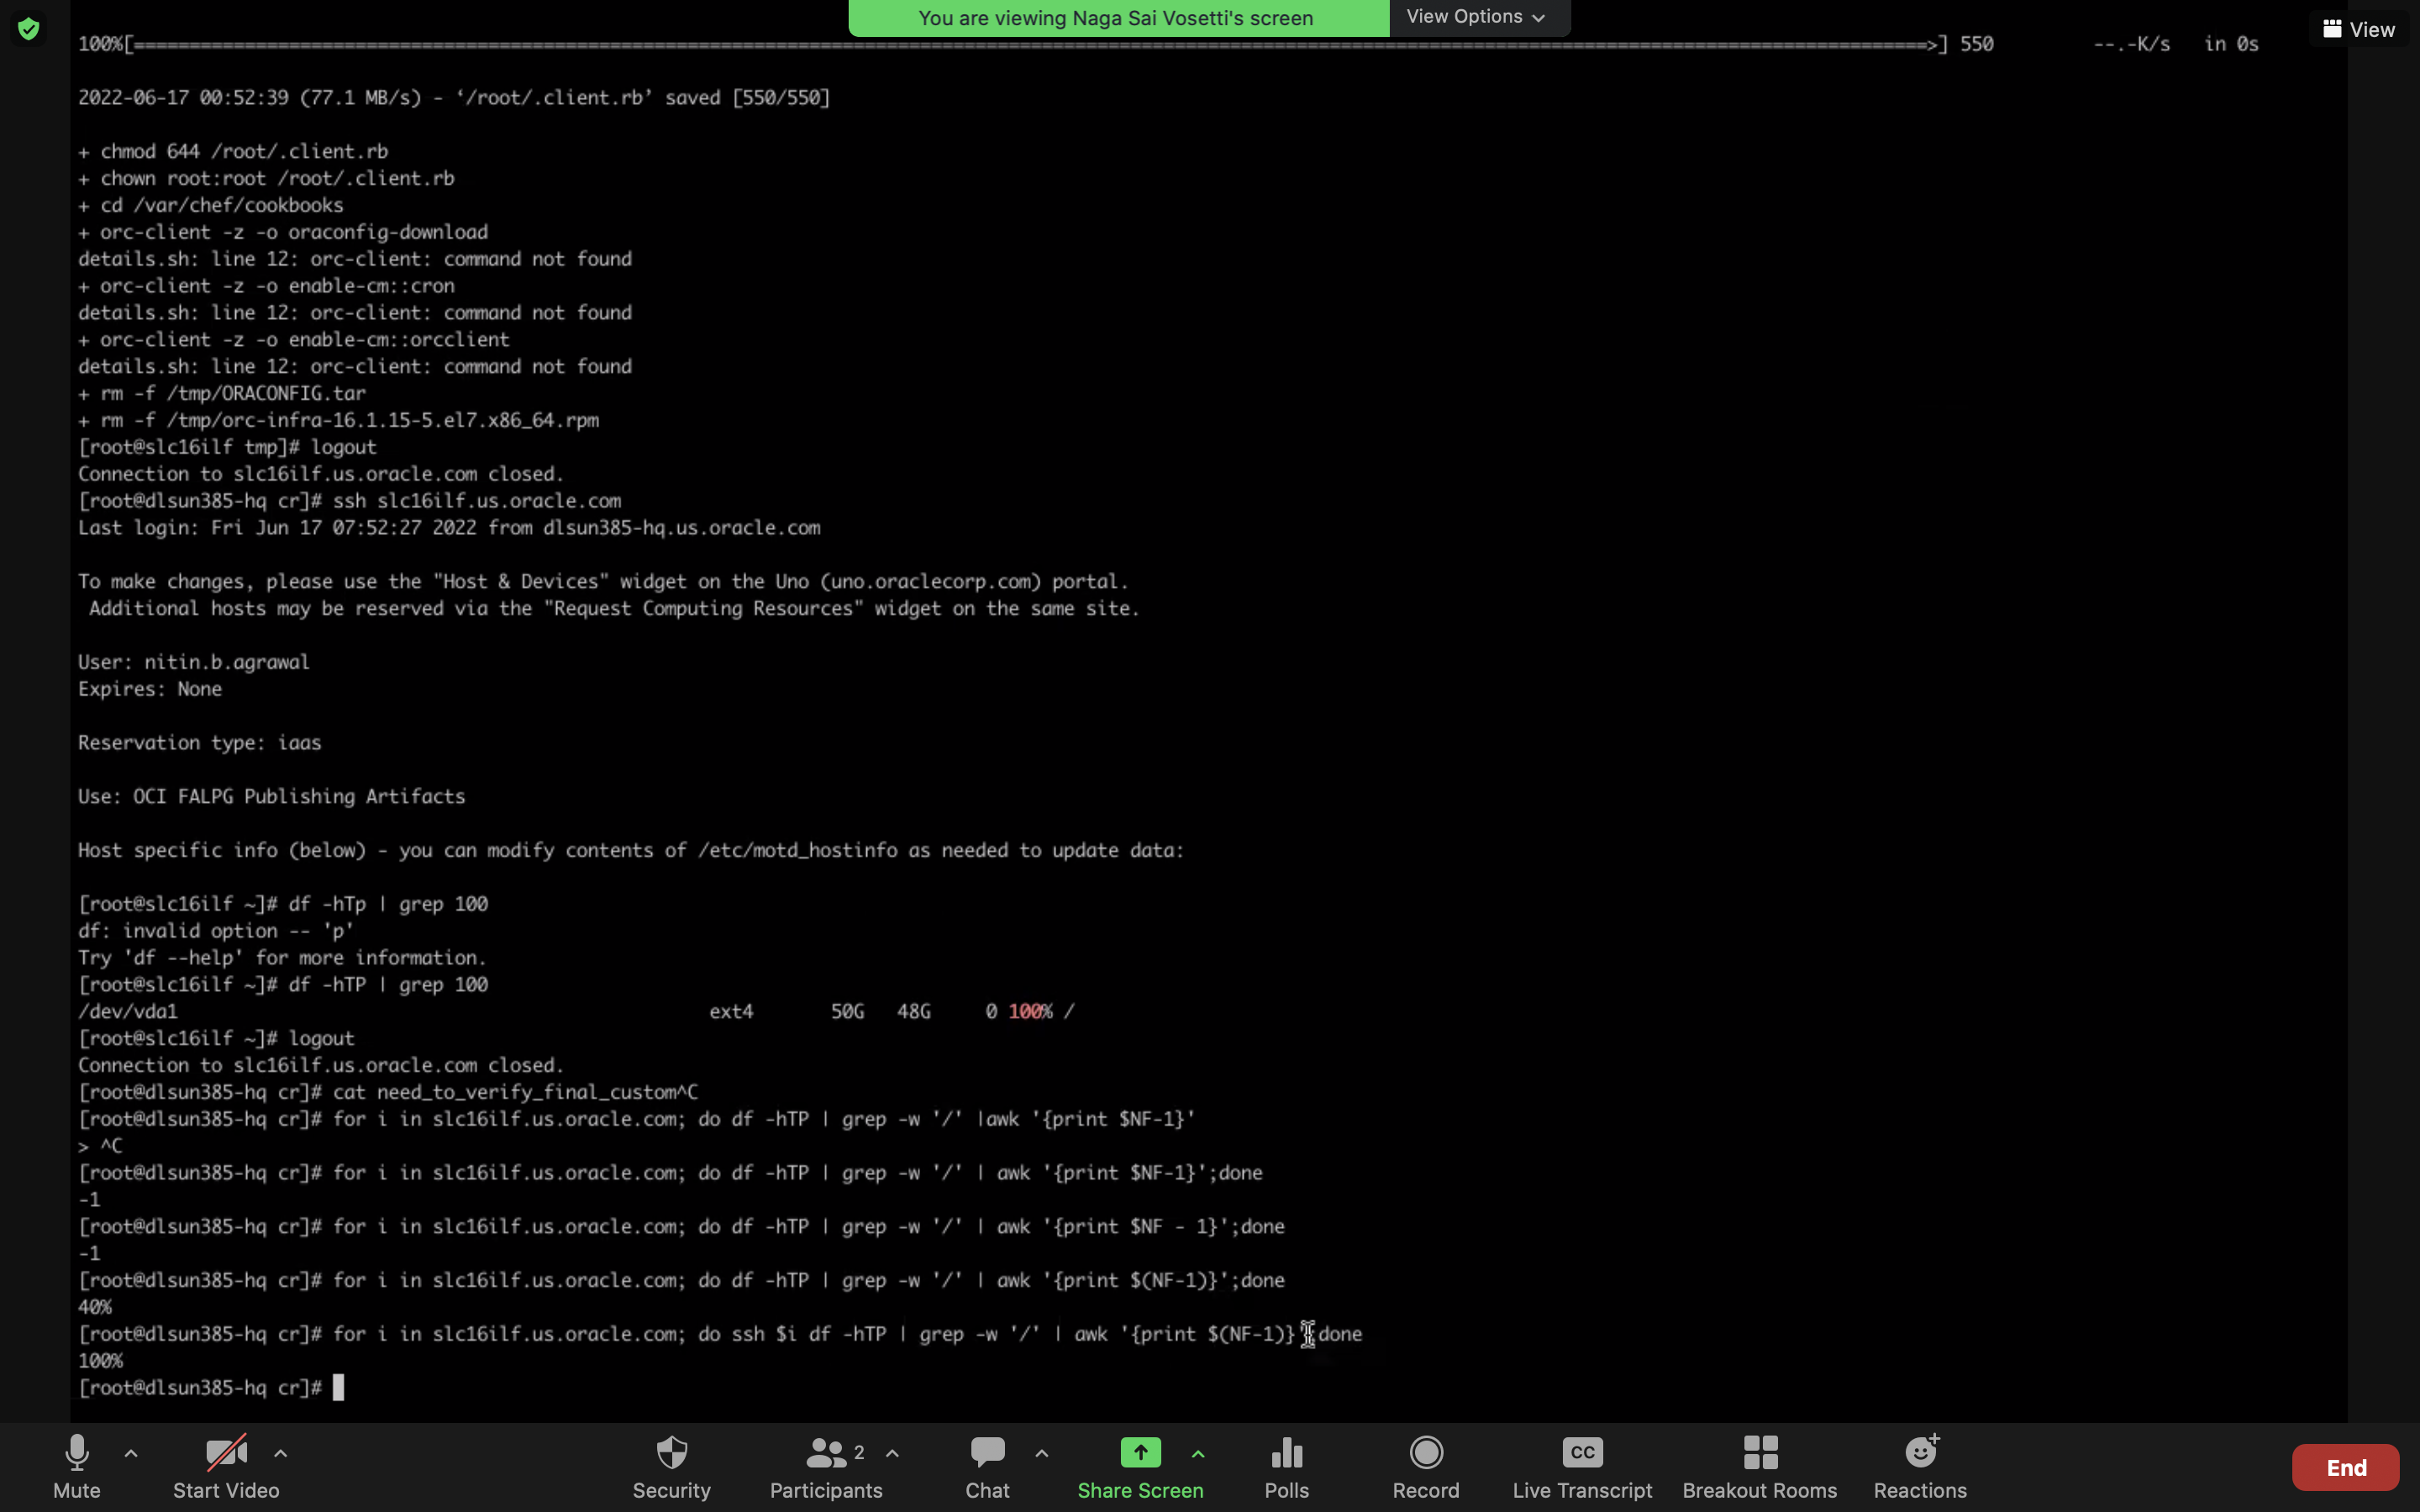 You are viewing Naga Sai Vosetti's screen
View Options
View
100%[=====================================================================================================================================================================>] 550 --.-K/s in 0s
2022-06-17 00:52:39 (77.1 MB/s) - ‘/root/.client.rb’ saved [550/550]
+ chmod 644 /root/.client.rb
+ chown root:root /root/.client.rb
+ cd /var/chef/cookbooks
+ orc-client -z -o oraconfig-download
details.sh: line 12: orc-client: command not found
+ orc-client -z -o enable-cm::cron
details.sh: line 12: orc-client: command not found
+ orc-client -z -o enable-cm::orcclient
details.sh: line 12: orc-client: command not found
+ rm -f /tmp/ORACONFIG.tar
+ rm -f /tmp/orc-infra-16.1.15-5.el7.x86_64.rpm
[root@slc16ilf tmp]# logout
Connection to slc16ilf.us.oracle.com closed.
[root@dlsun385-hq cr]# ssh slc16ilf.us.oracle.com
Last login: Fri Jun 17 07:52:27 2022 from dlsun385-hq.us.oracle.com
To make changes, please use the "Host & Devices" widget on the Uno (uno.oraclecorp.com) portal.
Additional hosts may be reserved via the "Request Computing Resources" widget on the same site.
User: nitin.b.agrawal
Expires: None
Reservation type: iaas
Use: OCI FALPG Publishing Artifacts
Host specific info (below) - you can modify contents of /etc/motd_hostinfo as needed to update data:
[root@slc16ilf ~]# df -hTp | grep 100
df: invalid option -- 'p'
Try 'df --help' for more information.
[root@slc16ilf ~]# df -hTP | grep 100
/dev/vda1 ext4 50G 48G 0 100% /
[root@slc16ilf ~]# logout
Connection to slc16ilf.us.oracle.com closed.
[root@dlsun385-hq cr]# cat need_to_verify_final_custom^C
[root@dlsun385-hq cr]# for i in slc16ilf.us.oracle.com; do df -hTP | grep -w '/' |awk '{print $NF-1}'
> ^C
[root@dlsun385-hq cr]# for i in slc16ilf.us.oracle.com; do df -hTP | grep -w '/' | awk '{print $NF-1}';done
-1
[root@dlsun385-hq cr]# for i in slc16ilf.us.oracle.com; do df -hTP | grep -w '/' | awk '{print $NF - 1}';done
-1
[root@dlsun385-hq cr]# for i in slc16ilf.us.oracle.com; do df -hTP | grep -w '/' | awk '{print $(NF-1)}';done
40%
[root@dlsun385-hq cr]# for i in slc16ilf.us.oracle.com; do ssh $i df -hTP | grep -w '/' | awk '{print $(NF-1)}';done
100%
[root@dlsun385-hq cr]#
2
CC
Mute
Start Video
Security
Participants
Chat
Share Screen
Polls
Record
Live Transcript
Breakout Rooms
Reactions
End